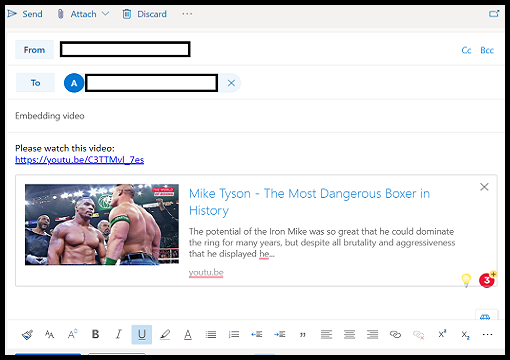 Send Attach Discard ...
From
Cc Bcc
To A
Embedding video
Please watch this video:
https://youtu.be/C3TTMvl_7es
Mike Tyson - The Most Dangerous Boxer in
History
The potential of the Iron Mike was so great that he could dominate
the ring for many years, but despite all brutality and aggressiveness
that he displayed he...
youtu.be
3
B I U A